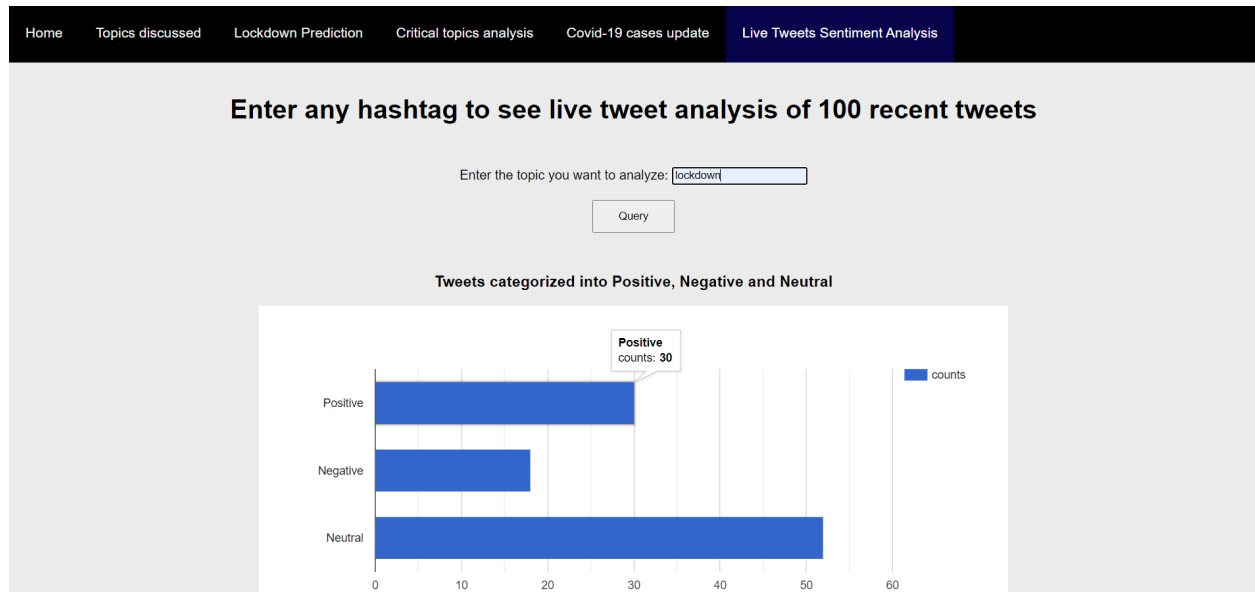 Home Topics discussed Lockdown Prediction Critical topics analysis Covid-19 cases update Live Tweets Sentiment Analysis
Enter any hashtag to see live tweet analysis of 100 recent tweets
Enter the topic you want to analyze: lockdown
Query
Tweets categorized into Positive, Negative and Neutral
Positive
counts: 30
counts
Positive
Negative
Neutral
0 10 20 30 40 50 60